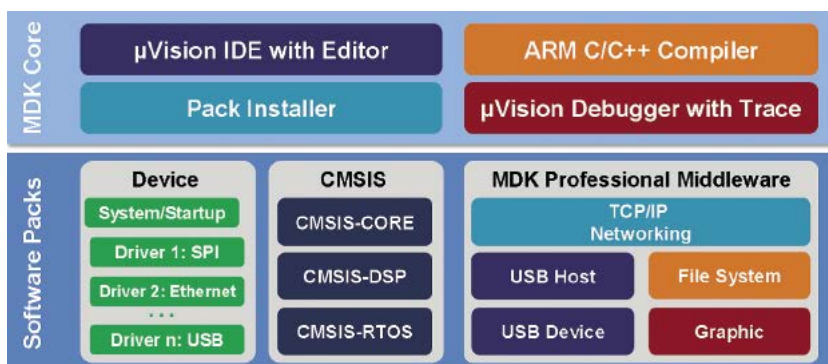 MDK Core
µVision IDE with Editor
ARM C/C++ Compiler
Pack Installer
µVision Debugger with Trace
Software Packs
Device
System/Startup
Driver 1: SPI
Driver 2: Ethernet
...
Driver n: USB
CMSIS
CMSIS-CORE
CMSIS-DSP
CMSIS-RTOS
MDK Professional Middleware
TCP/IP
Networking
USB Host
File System
USB Device
Graphic